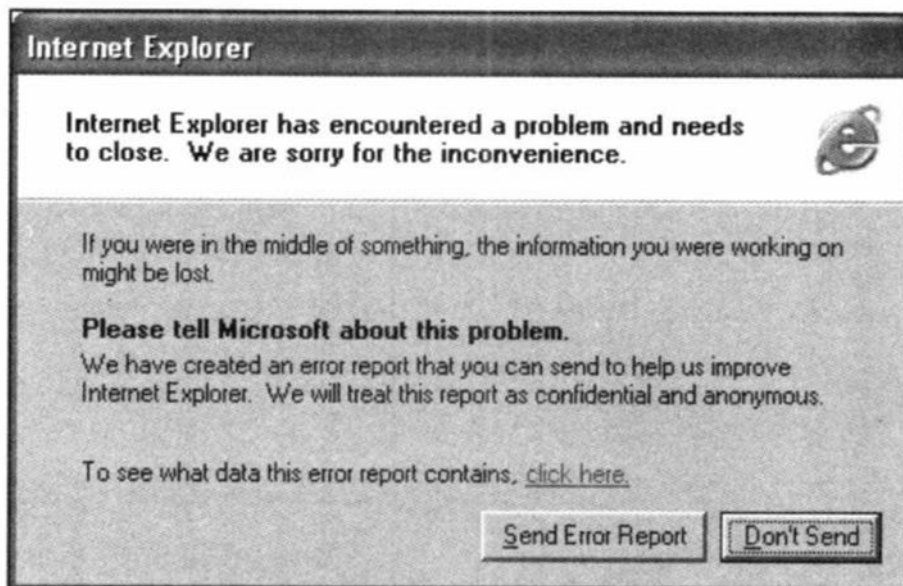 Internet Explorer
Internet Explorer has encountered a problem and needs
to close. We are sorry for the inconvenience.
If you were in the middle of something, the information you were working on
might be lost.
Please tell Microsoft about this problem.
We have created an error report that you can send to help us improve
Internet Explorer. We will treat this report as confidential and anonymous.
To see what data this error report contains, click here.
Send Error Report
Don't Send